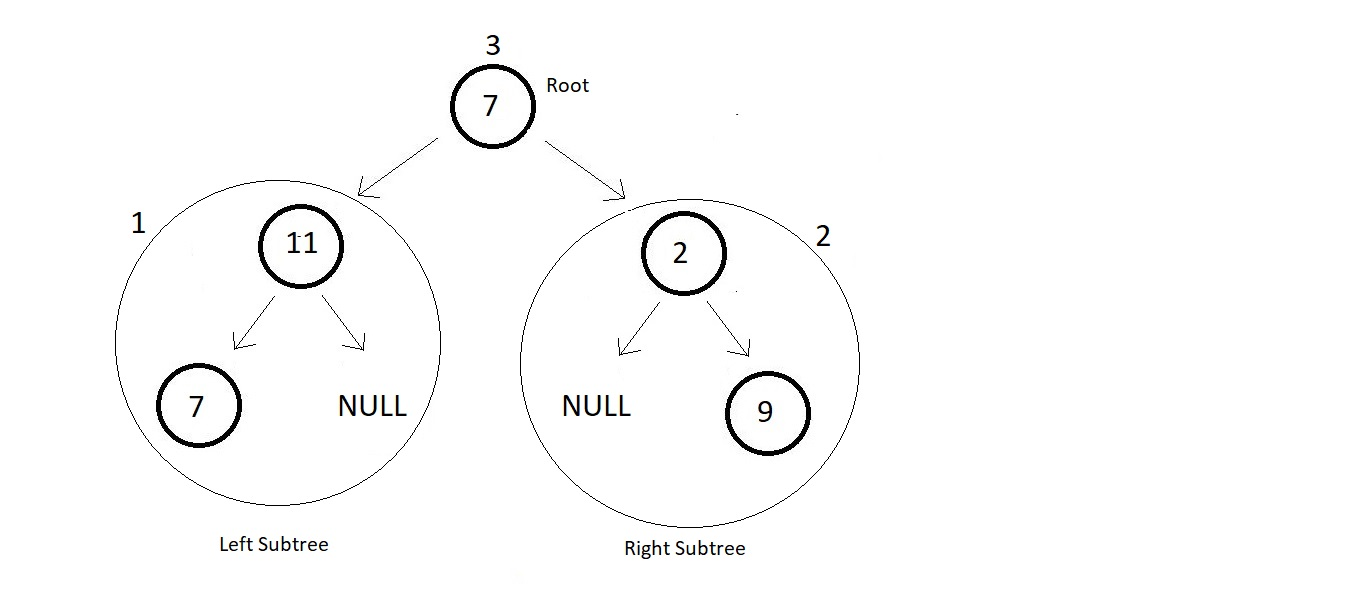 3
7
Root
1
11
2
2
7
NULL
NULL
9
Left Subtree
Right Subtree